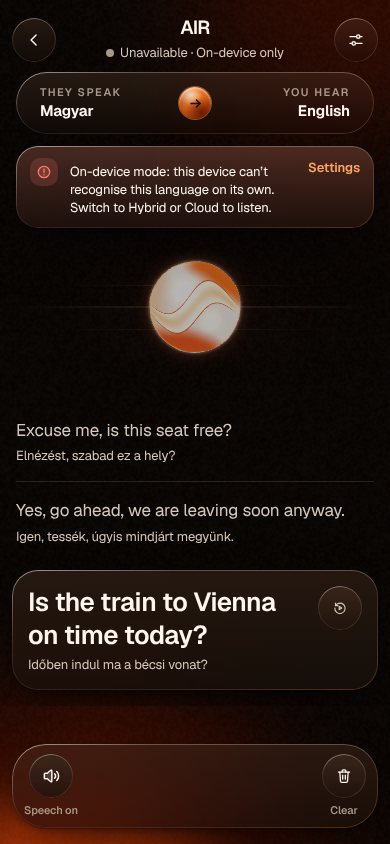 AIR
Unavailable · On-device only
THEY SPEAK
Magyar
YOU HEAR
English
On-device mode: this device can't
recognise this language on its own.
Switch to Hybrid or Cloud to listen.
Settings
Excuse me, is this seat free?
Elnézést, szabad ez a hely?
Yes, go ahead, we are leaving soon anyway.
Igen, tessék, úgyis mindjárt megyünk.
Is the train to Vienna
on time today?
Időben indul ma a bécsi vonat?
Speech on
Clear